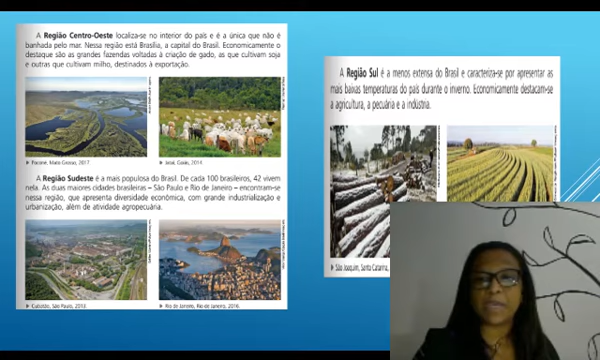 A Região Centro-Oeste localiza-se no interior do país e é a única que não é
banhada pelo mar. Nessa região está Brasília, a capital do Brasil. Economicamente o
destaque são as grandes fazendas voltadas à criação de gado, as que cultivam soja
e outras que cultivam milho, destinados à exportação.
Poconé, Mato Grosso, 2017.
Jataí, Goiás, 2014.
A Região Sudeste é a mais populosa do Brasil. De cada 100 brasileiros, 42 vivem
nela. As duas maiores cidades brasileiras – São Paulo e Rio de Janeiro – encontram-se
nessa região, que apresenta diversidade econômica, com grande industrialização e
urbanização, além de atividade agropecuária.
Cubatão, São Paulo,
Rio de Janeiro, Rio de Janeiro, 2016.
A Região Sul é a menos extensa do Brasil e caracteriza-se por apresentar as
mais baixas temperaturas do país durante o inverno. Economicamente destacam-se
a agricultura, a pecuária e a indústria.
São Joaquim, Santa Catarina,